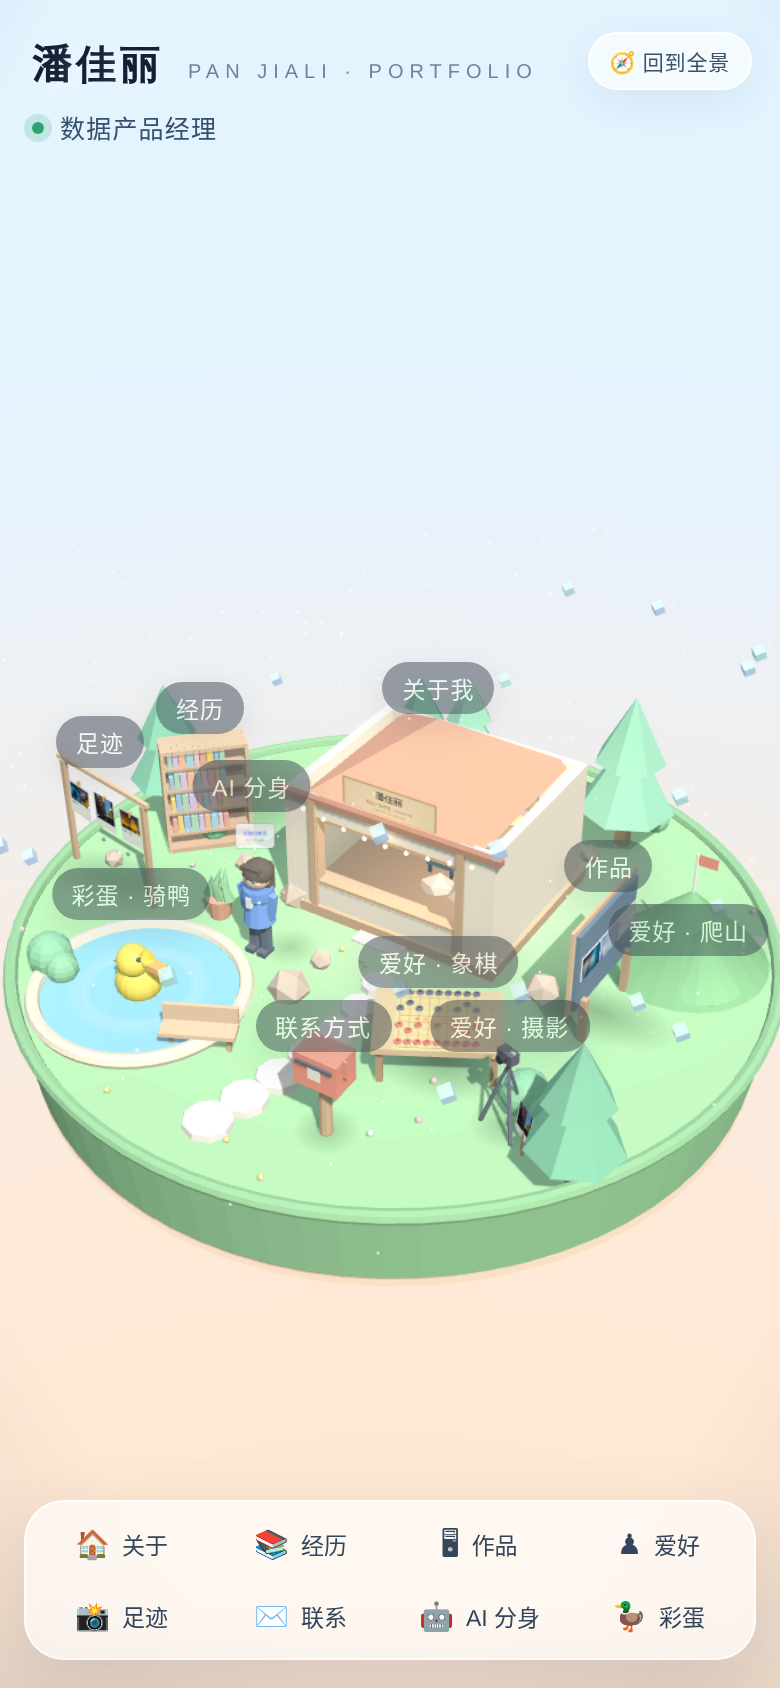 潘佳丽 PAN JIALI · PORTFOLIO
🧭 回到全景
数据产品经理
关于我
经历
足迹
AI 分身
潘佳丽
作品
彩蛋 · 骑鸭
爱好 · 爬山
爱好 · 象棋
联系方式
爱好 · 摄影
🏠 关于
📚 经历
🖥 作品
♟ 爱好
📸 足迹
✉️ 联系
🤖 AI 分身
🦆 彩蛋